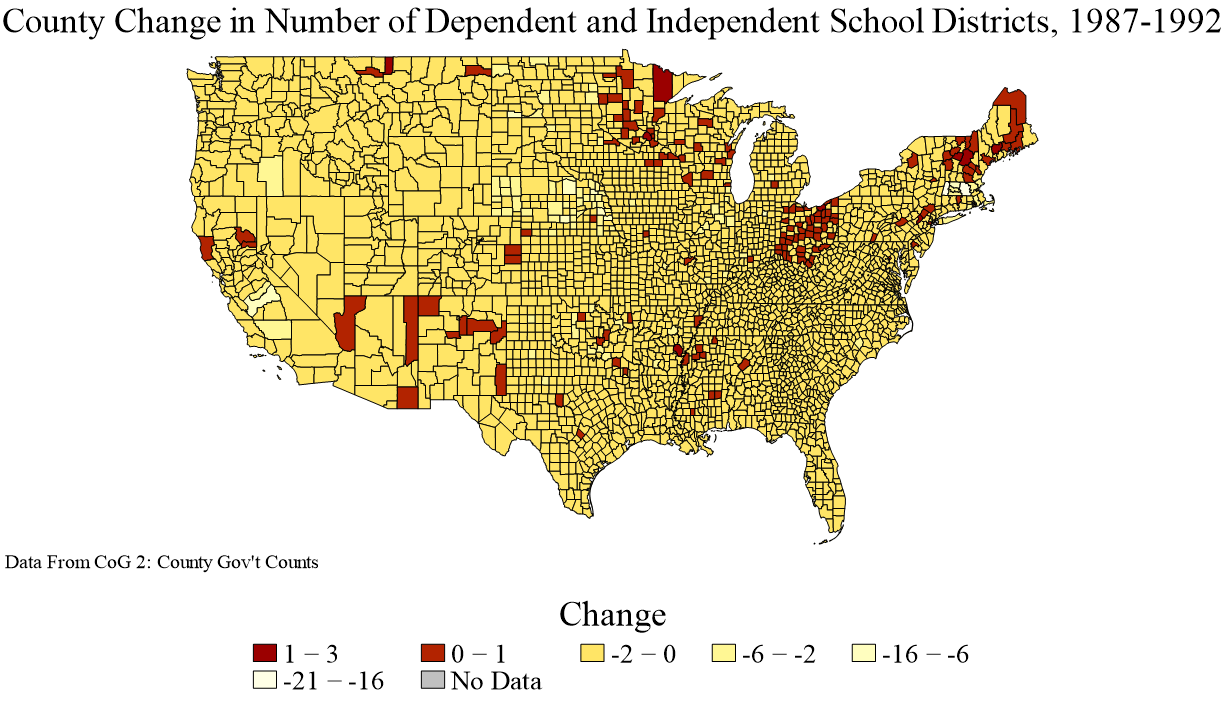 County Change in Number of Dependent and Independent School Districts, 1987-1992
Data From CoG 2: County Gov't Counts
Change
1 − 3
0 − 1
-2 − 0
-6 − -2
-16 − -6
-21 − -16
No Data